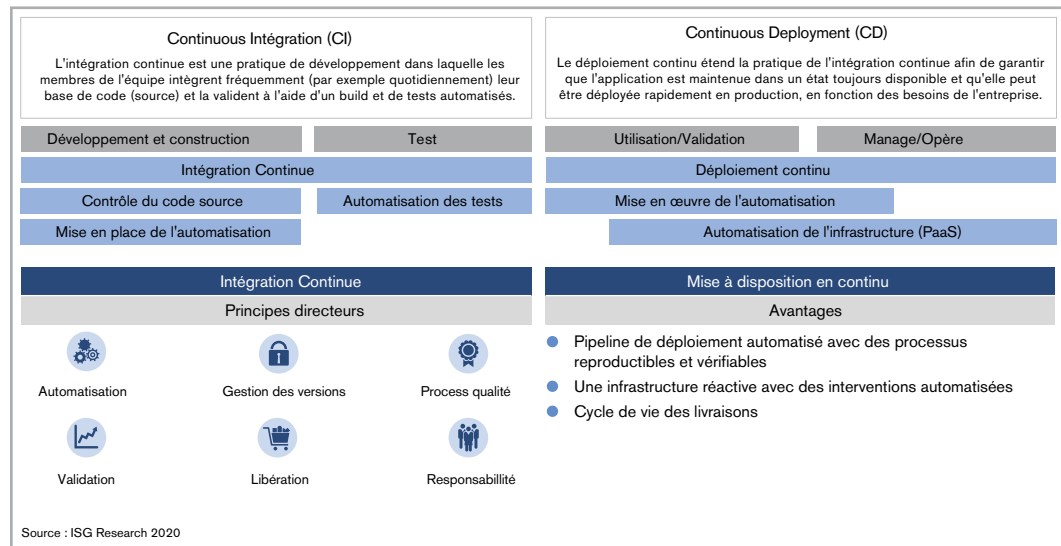 Continuous Intégration (CI)
L'intégration continue est une pratique de développement dans laquelle les
membres de l'équipe intègrent fréquemment (par exemple quotidiennement) leur
base de code (source) et la valident à l'aide d'un build et de tests automatisés.
Continuous Deployment (CD)
Le déploiement continu étend la pratique de l'intégration continue afin de garantir
que l'application est maintenue dans un état toujours disponible et qu'elle peut
être déployée rapidement en production, en fonction des besoins de l'entreprise.
Développement et construction
Test
Utilisation/Validation
Manage/Opère
Intégration Continue
Déploiement continu
Contrôle du code source
Automatisation des tests
Mise en œuvre de l'automatisation
Mise en place de l'automatisation
Automatisation de l'infrastructure (PaaS)
Intégration Continue
Principes directeurs
Automatisation
Gestion des versions
Process qualité
Validation
Libération
Responsabillité
Mise à disposition en continu
Avantages
Pipeline de déploiement automatisé avec des processus
reproductibles et vérifiables
Une infrastructure réactive avec des interventions automatisées
Cycle de vie des livraisons
Source : ISG Research 2020